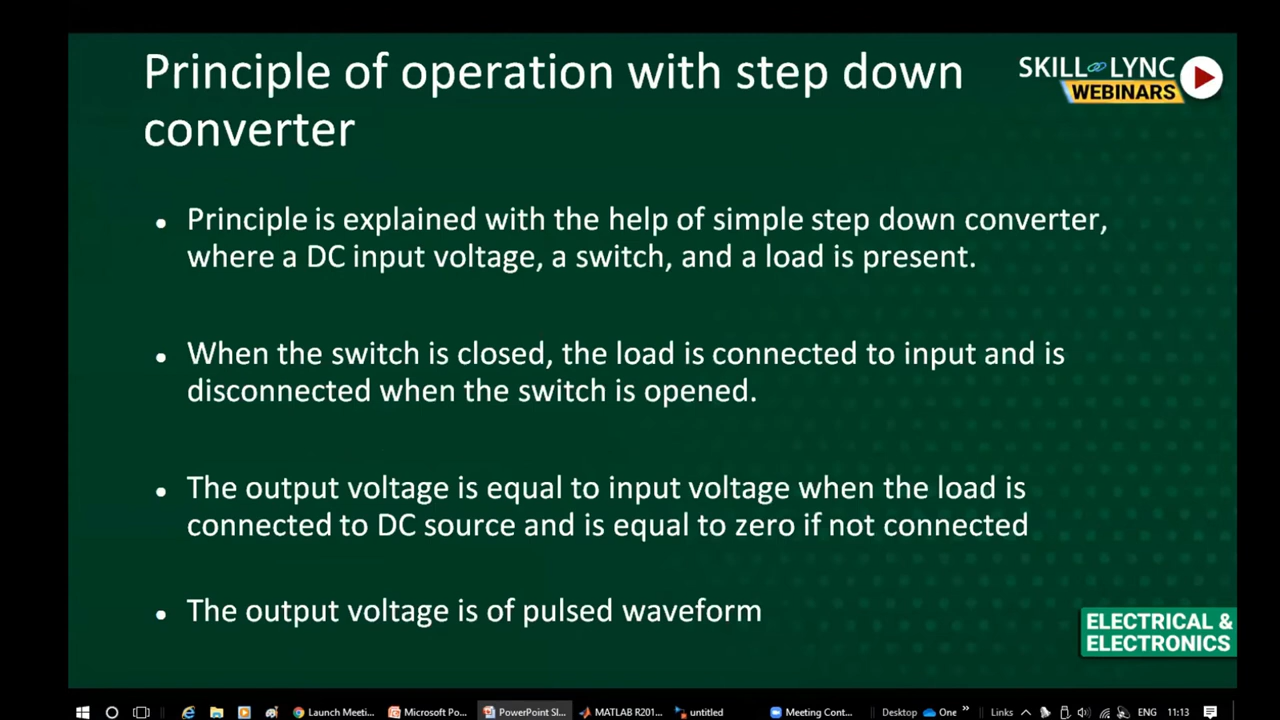 Principle of operation with step down
converter
SKILL LYNC
WEBINARS
• Principle is explained with the help of simple step down converter,
where a DC input voltage, a switch, and a load is present.
• When the switch is closed, the load is connected to input and is
disconnected when the switch is opened.
• The output voltage is equal to input voltage when the load is
connected to DC source and is equal to zero if not connected
• The output voltage is of pulsed waveform
ELECTRICAL &
ELECTRONICS
Launch Meeti... Microsoft Po... PowerPoint Sl... MATLAB R201... untitled Meeting Cont... Desktop One » Links ENG 11:13